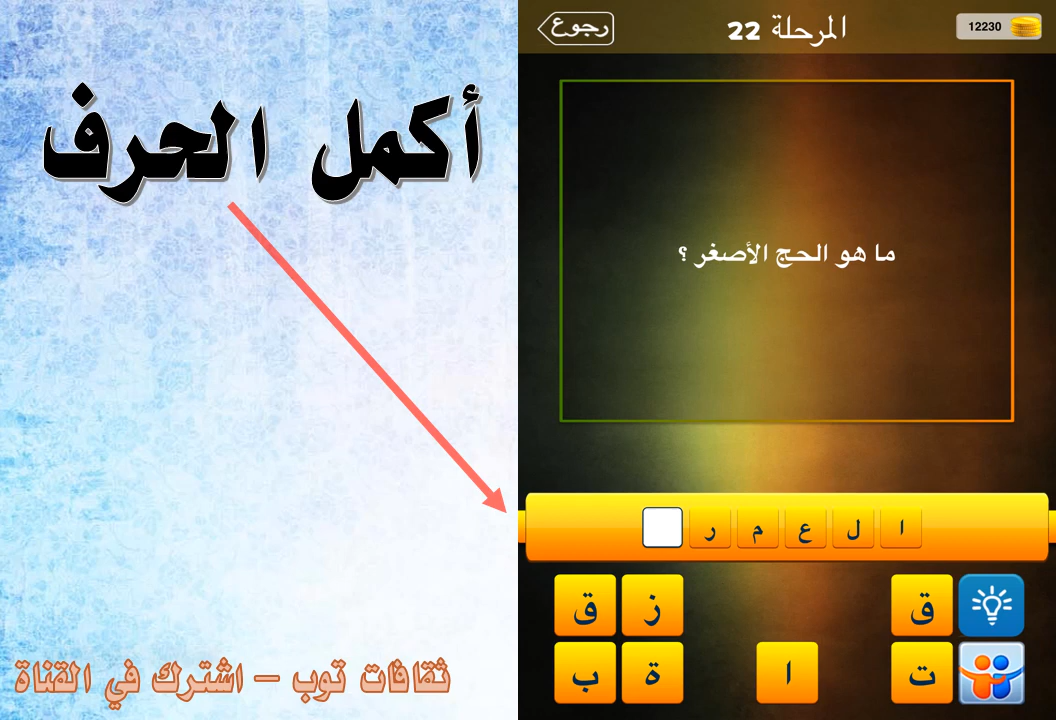 أكمل الحرف
ثقافات توب – اشترك في القناة
رجوع
المرحلة 22
12230
ما هو الحج الأصغر ؟
ا ل ع م ر
ق ز ق
ب ة ا ت